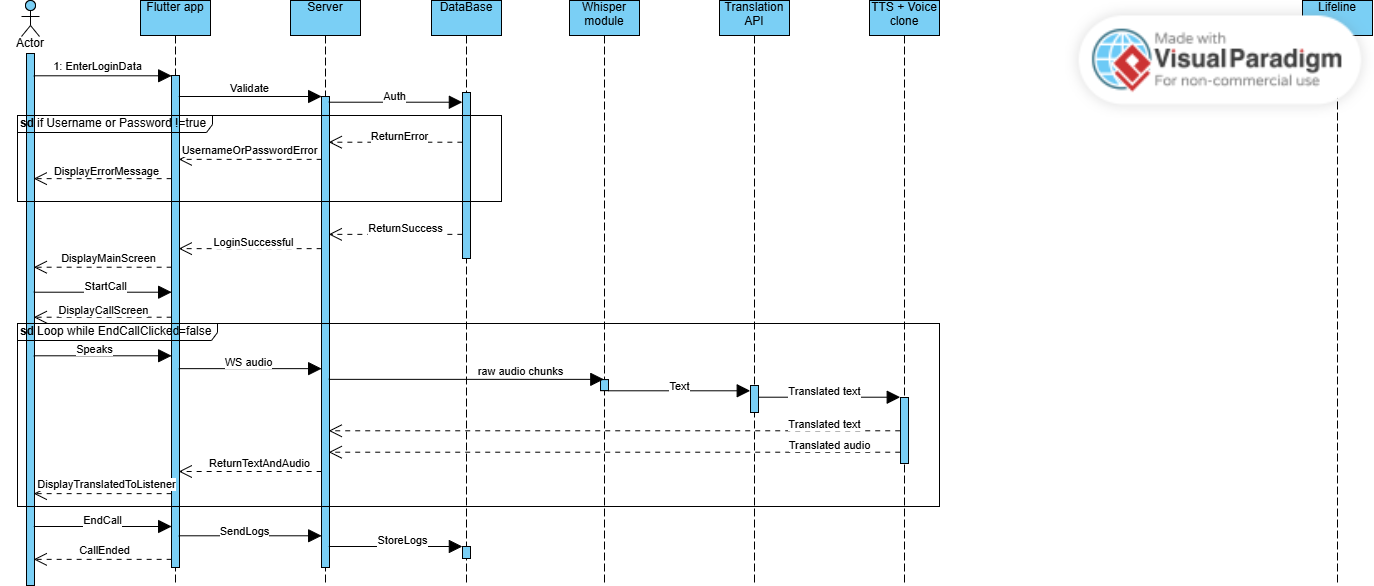 Flutter app
Server
DataBase
Whisper
module
Translation
API
TTS + Voice
clone
Lifeline
Actor
Made with
Visual Paradigm
For non-commercial use
1: EnterLoginData
Validate
Auth
sd if Username or Password !=true
ReturnError
UsernameOrPasswordError
DisplayErrorMessage
ReturnSuccess
LoginSuccessful
DisplayMainScreen
StartCall
DisplayCallScreen
sd Loop while EndCallClicked=false
Speaks
WS audio
raw audio chunks
Text
Translated text
Translated text
Translated audio
ReturnTextAndAudio
DisplayTranslatedToListener
EndCall
SendLogs
StoreLogs
CallEnded